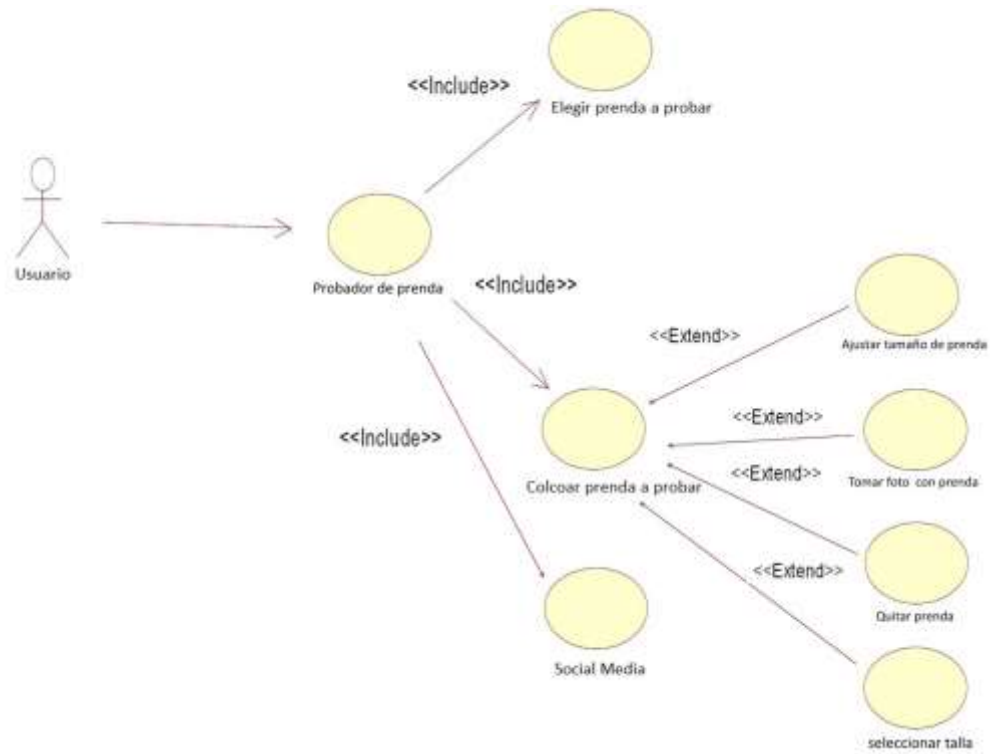 <<Include>>
Elegir prenda a probar
Usuario
Probador de prenda
<<Include>>
<<Extend>>
Ajustar tamaño de prenda
<<Include>>
<<Extend>>
Colcoar prenda a probar
<<Extend>>
Tomar foto con prenda
<<Extend>>
Quitar prenda
Social Media
seleccionar talla